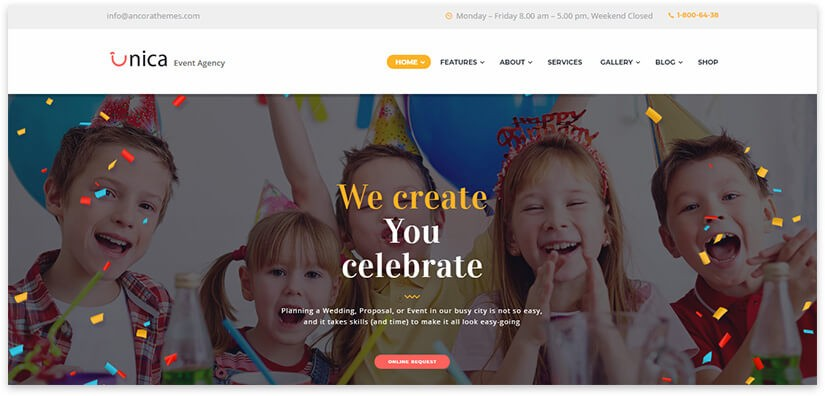 info@ancorathemes.com
Monday – Friday 8.00 am – 5.00 pm, Weekend Closed
1-800-64-38
unica Event Agency
HOME
FEATURES
ABOUT
SERVICES
GALLERY
BLOG
SHOP
Happy Birthday
We create
You
celebrate
Planning a Wedding, Proposal, or Event in our busy city is not so easy,
and it takes skills (and time) to make it all look easy-going
ONLINE REQUEST